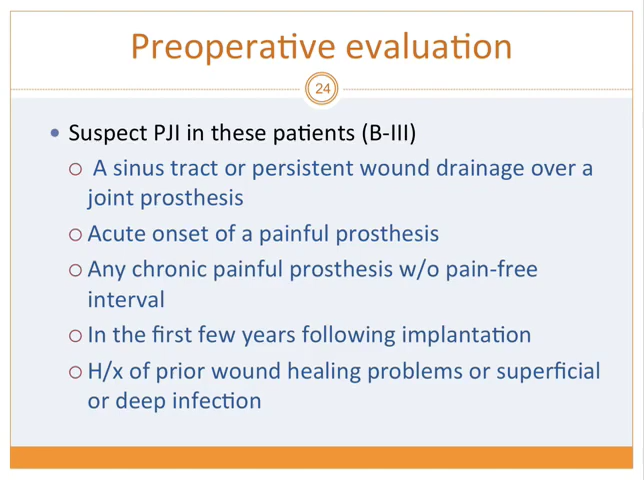 Preoperative evaluation
24
• Suspect PJI in these patients (B-III)
○ A sinus tract or persistent wound drainage over a
joint prosthesis
○ Acute onset of a painful prosthesis
○ Any chronic painful prosthesis w/o pain-free
interval
○ In the first few years following implantation
○ H/x of prior wound healing problems or superficial
or deep infection